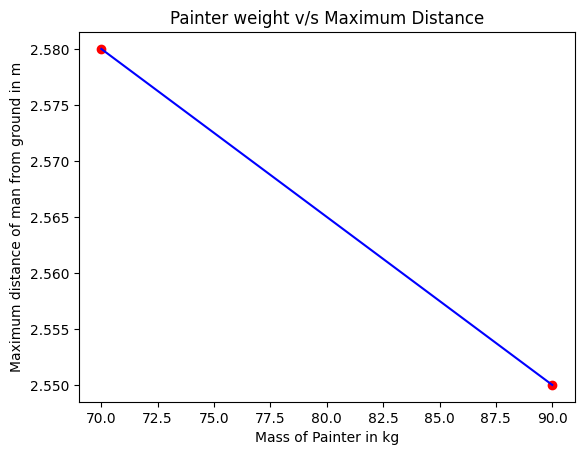 Painter weight v/s Maximum Distance
Maximum distance of man from ground in m
2.580
2.575
2.570
2.565
2.560
2.555
2.550
70.0 72.5 75.0 77.5 80.0 82.5 85.0 87.5 90.0
Mass of Painter in kg